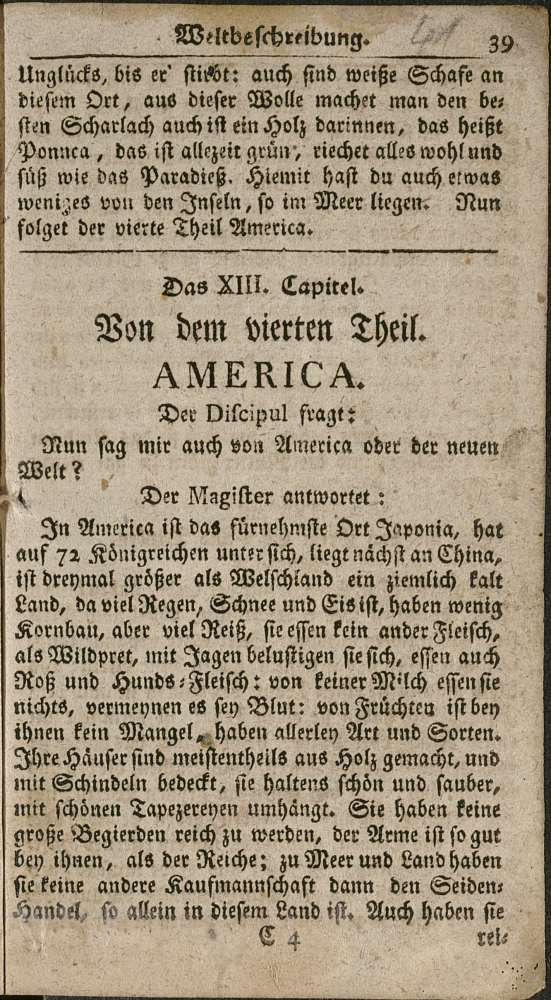 Weltbeschreibung. 39
Unglücks, bis er stirbt: auch sind weiße Schafe an
diesem Ort, aus dieser Wolle machet man den be⸗
sten Scharlach auch ist ein Holz darinnen, das heißt
Ponnca, das ist allezeit grün, riechet alles wohl und
süß wie das Paradieß. Hiemit hast du auch etwas
weniges von den Inseln, so im Meer liegen. Nun
folget der vierte Theil America.
Das XIII. Capitel.
Von dem vierten Theil.
AMERICA.
Der Discipul fragt:
Nun sag mir auch von America oder der neuen
Welt?
Der Magister antwortet:
In America ist das fürnehmste Ort Japonia, hat
auf 72 Königreichen unter sich, liegt nächst an China,
ist dreymal größer als Welschland ein ziemlich kalt
Land, da viel Regen, Schnee und Eis ist, haben wenig
Kornbau, aber viel Reiß, sie essen kein ander Fleisch,
als Wildpret, mit Jagen belustigen sie sich, essen auch
Roß und Hunds⸗Fleisch: von keiner Milch essen sie
nichts, vermeynen es sey Blut: von Früchten ist bey
ihnen kein Mangel, haben allerley Art und Sorten.
Ihre Häuser sind meistentheils aus Holz gemacht, und
mit Schindeln bedeckt, sie haltens schön und sauber,
mit schönen Tapezereyen umhängt. Sie haben keine
große Begierden reich zu werden, der Arme ist so gut
bey ihnen, als der Reiche; zu Meer und Land haben
sie keine andere Kaufmannschaft dann den Seiden⸗
Handel, so allein in diesem Land ist. Auch haben sie
C 4 rei⸗